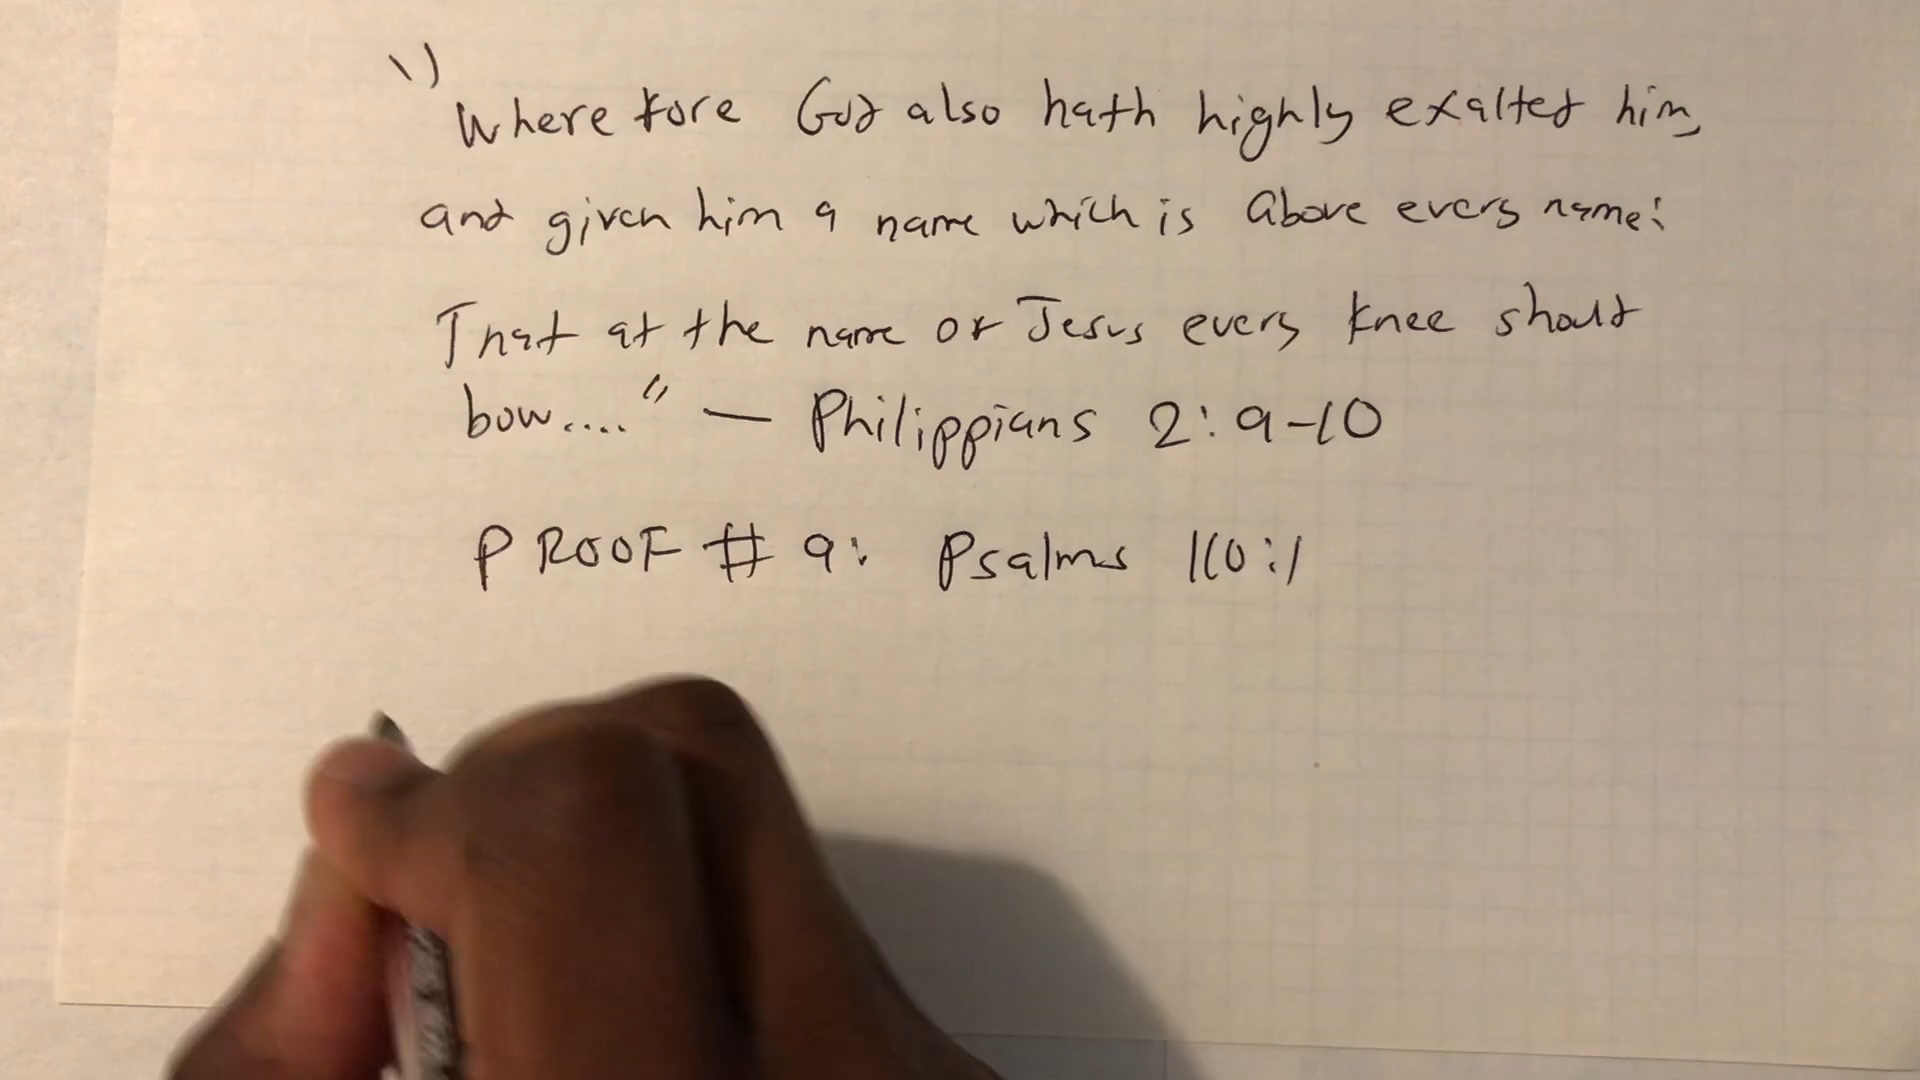 "Wherefore God also hath highly exalted him,
and given him a name which is above every name:
That at the name of Jesus every knee should
bow...." — Philippians 2:9-10
PROOF # 9: Psalms 110:1